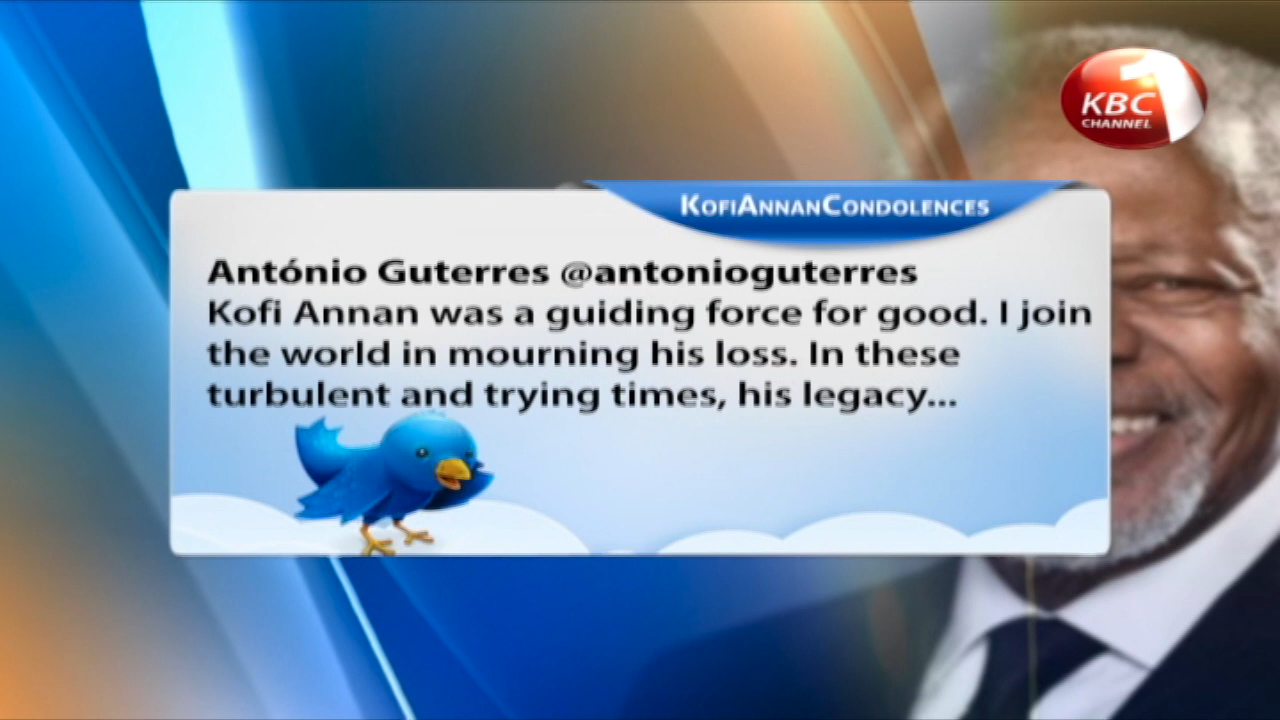 1
KBC
CHANNEL
KOFIANNANCONDOLENCES
António Guterres @antonioguterres
Kofi Annan was a guiding force for good. I join
the world in mourning his loss. In these
turbulent and trying times, his legacy...